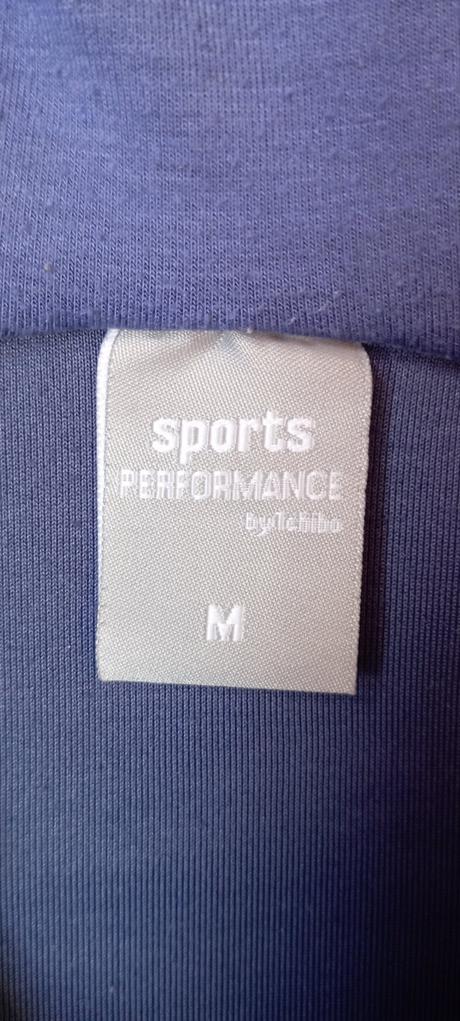 sports
PERFORMANCE
by Tchibo
M